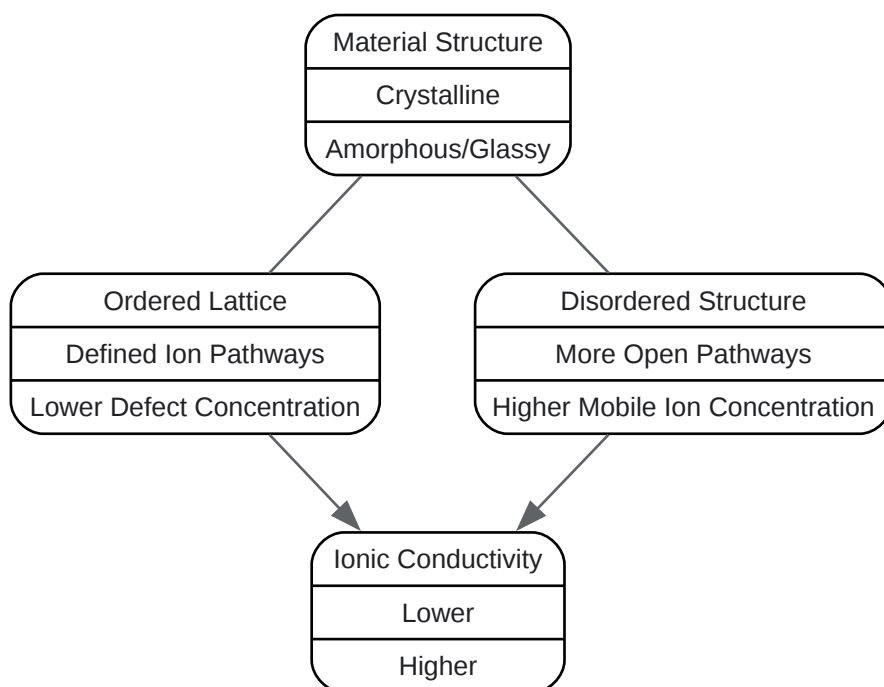 Material Structure
Crystalline
Amorphous/Glassy
Ordered Lattice
Defined Ion Pathways
Lower Defect Concentration
Disordered Structure
More Open Pathways
Higher Mobile Ion Concentration
Ionic Conductivity
Lower
Higher